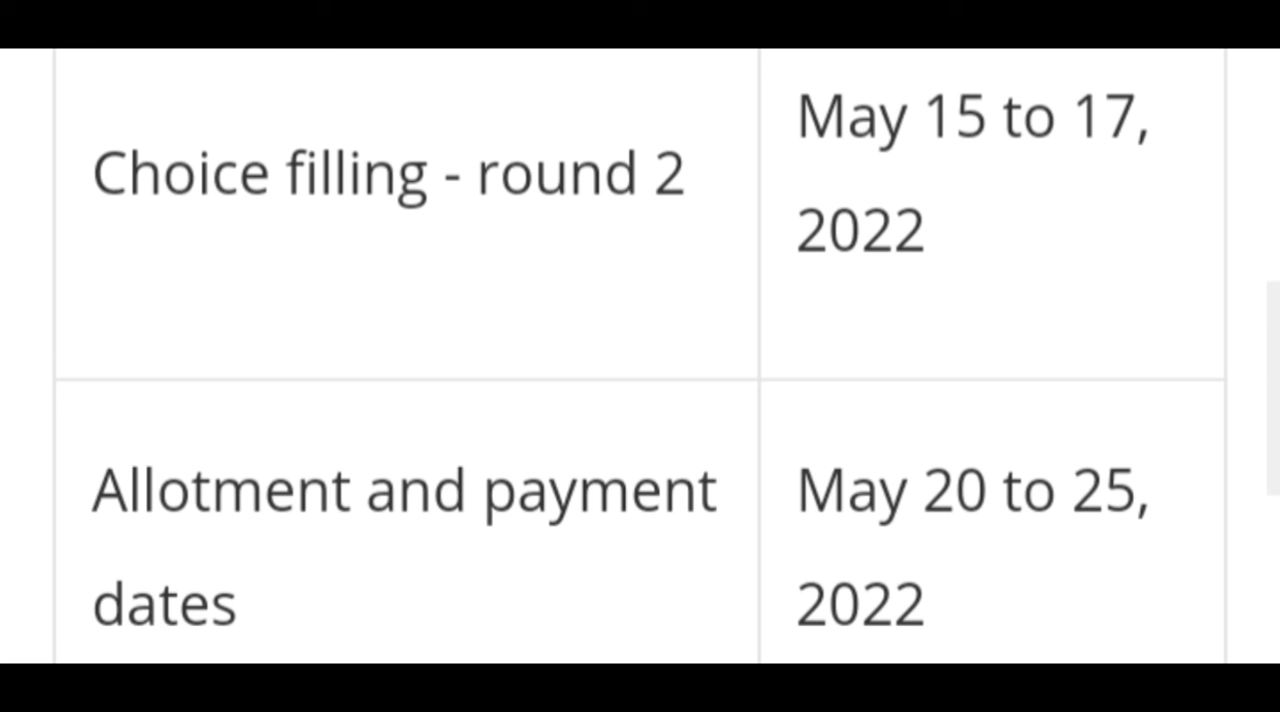 Choice filling - round 2
May 15 to 17,
2022
Allotment and payment
dates
May 20 to 25,
2022